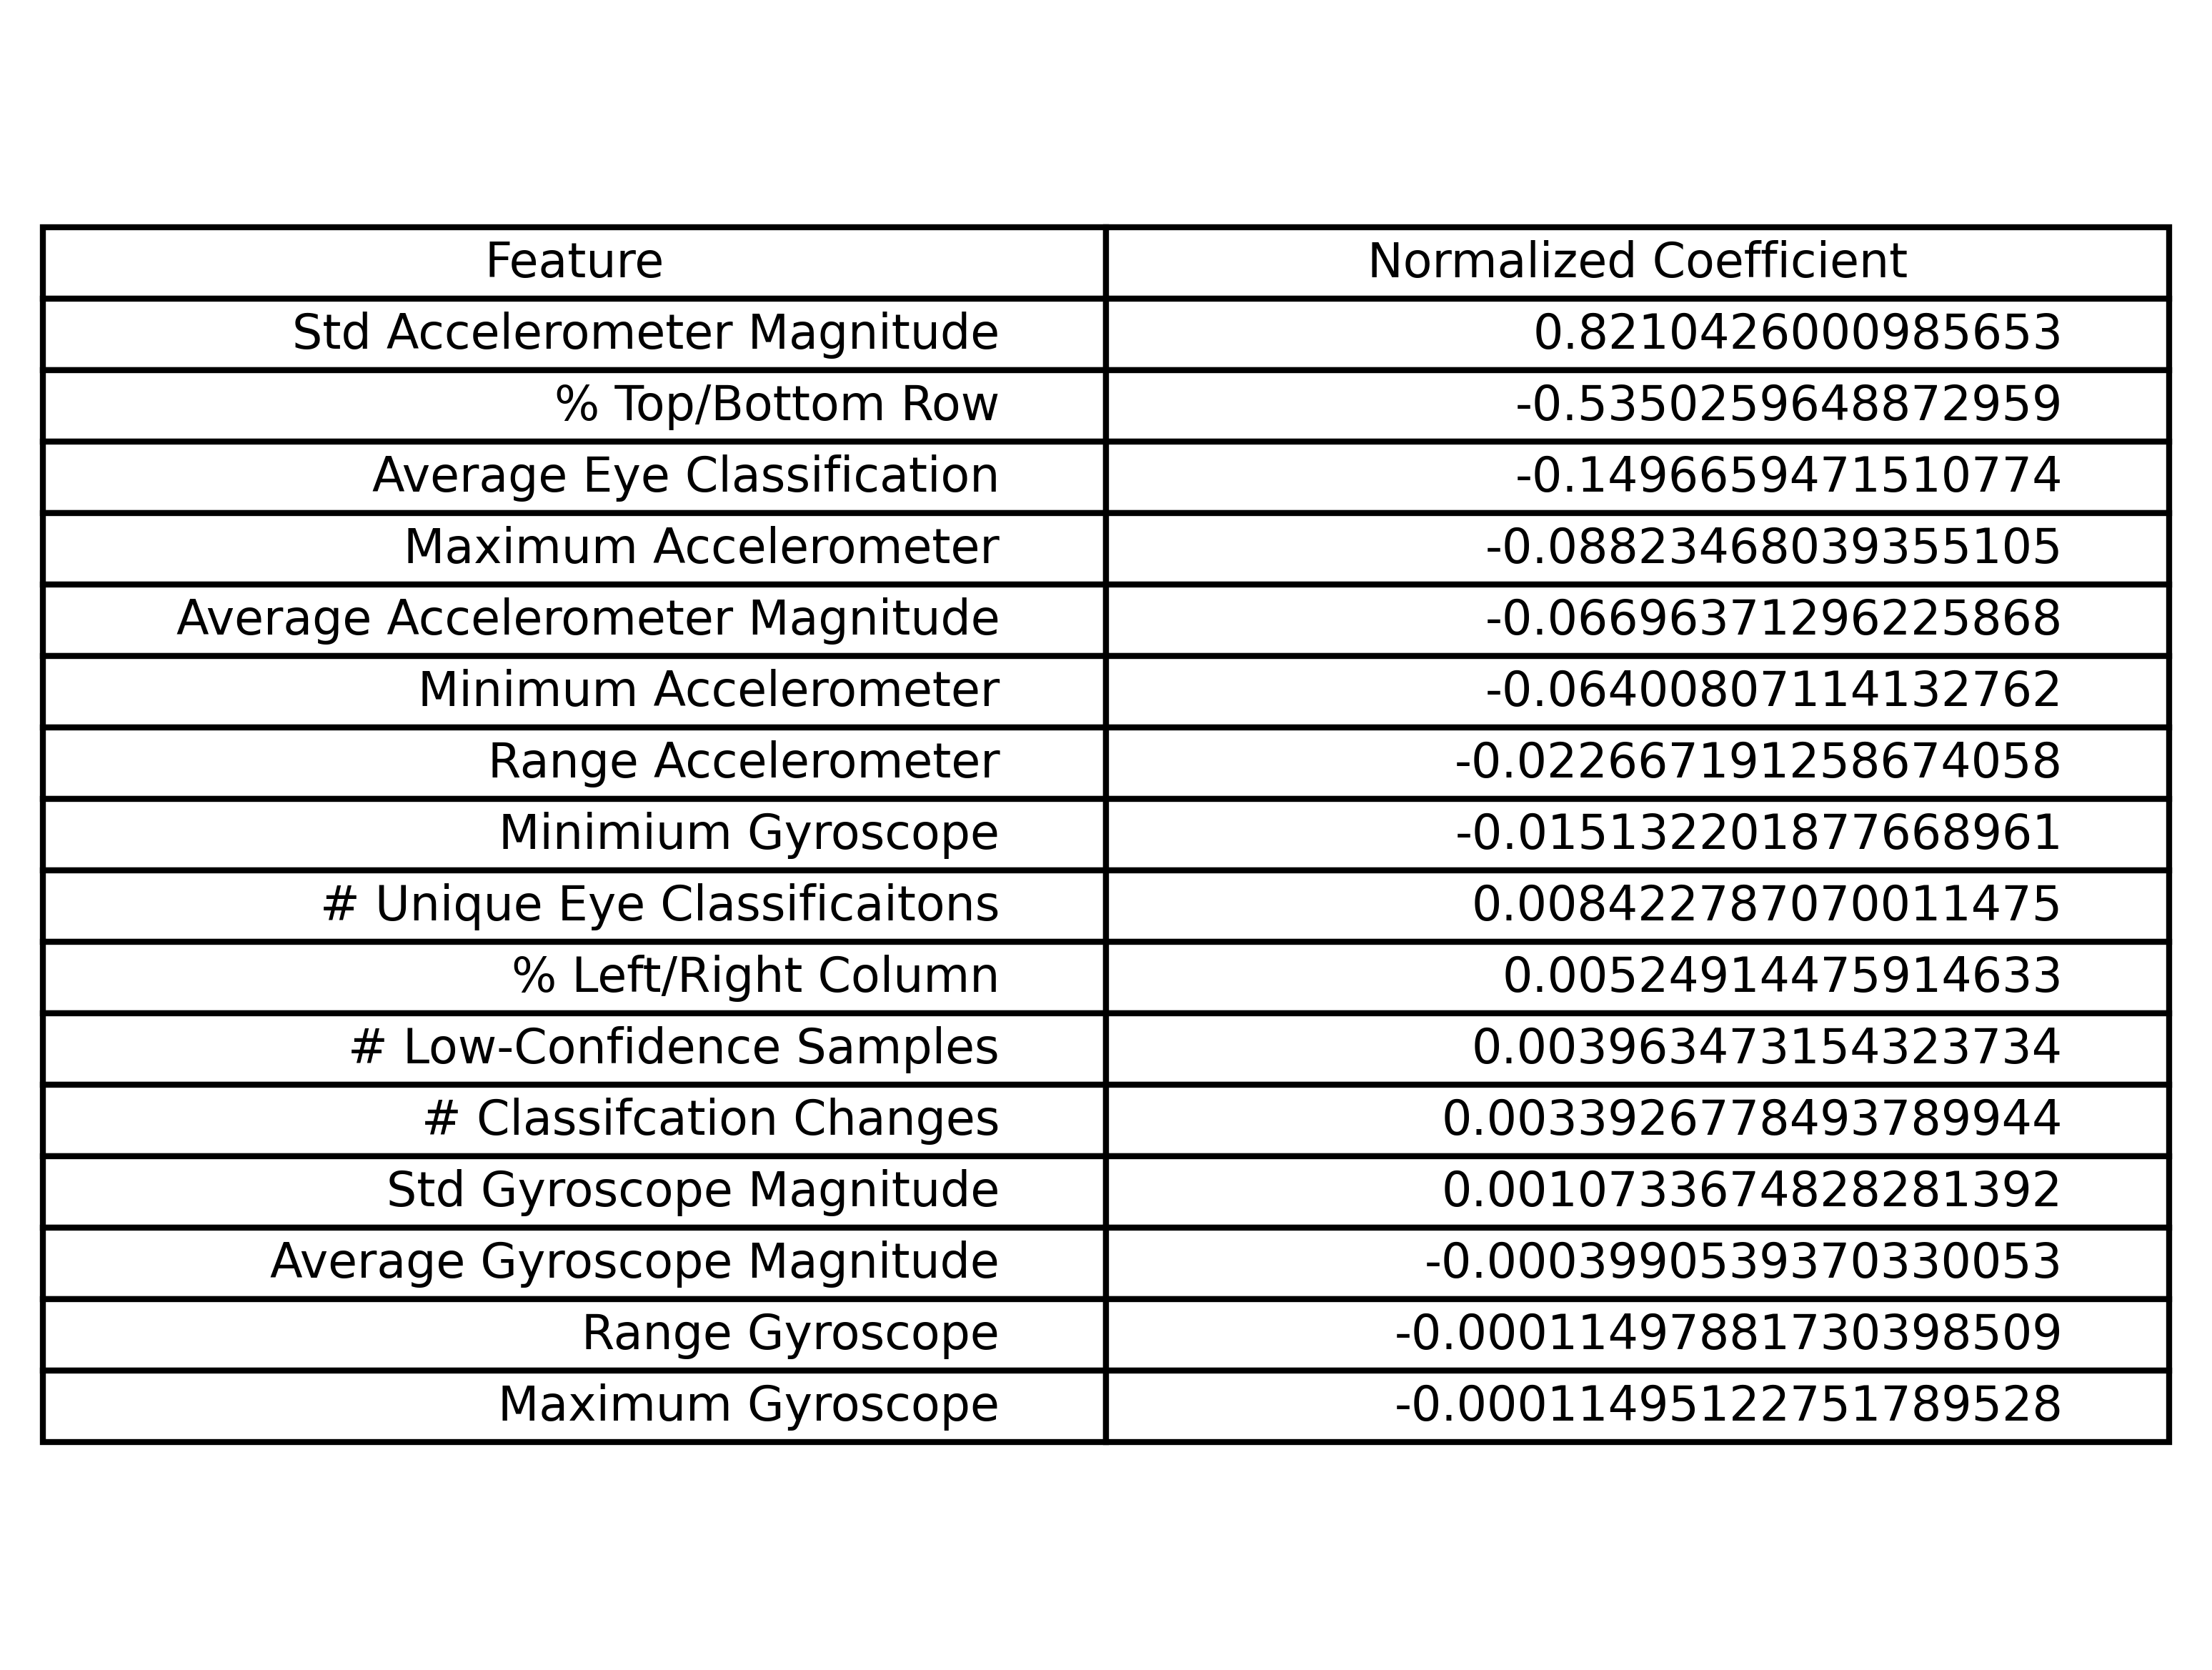 Feature Normalized Coefficient
Std Accelerometer Magnitude 0.8210426000985653
% Top/Bottom Row -0.5350259648872959
Average Eye Classification -0.1496659471510774
Maximum Accelerometer -0.08823468039355105
Average Accelerometer Magnitude -0.06696371296225868
Minimum Accelerometer -0.06400807114132762
Range Accelerometer -0.022667191258674058
Minimium Gyroscope -0.015132201877668961
# Unique Eye Classificaitons 0.008422787070011475
% Left/Right Column 0.00524914475914633
# Low-Confidence Samples 0.003963473154323734
# Classifcation Changes 0.0033926778493789944
Std Gyroscope Magnitude 0.0010733674828281392
Average Gyroscope Magnitude -0.0003990539370330053
Range Gyroscope -0.00011497881730398509
Maximum Gyroscope -0.00011495122751789528